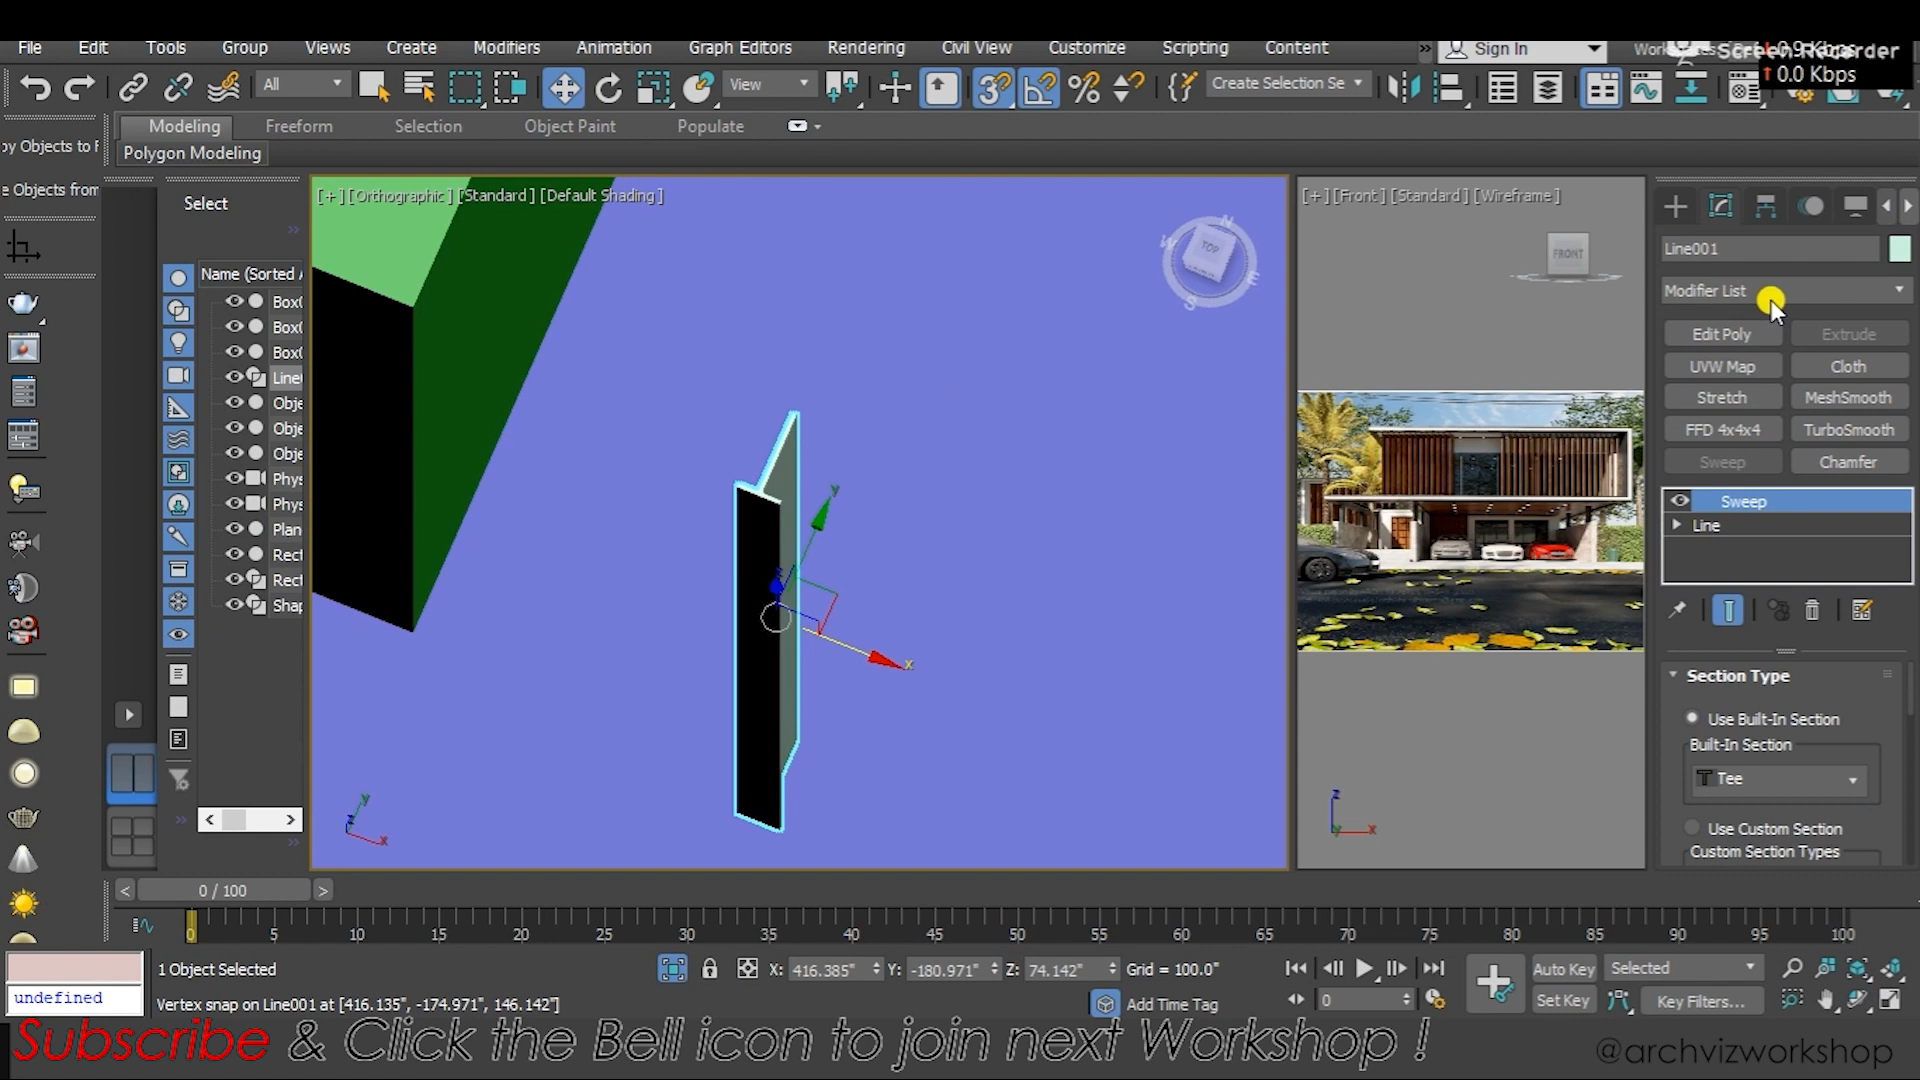 File Edit Tools Group Views Create Modifiers Animation Graph Editors Rendering Civil View Customize Scripting Content
Sign In
Screen Recorder
0.0 Kbps
All
View
Create Selection Se
Modeling Freeform Selection Object Paint Populate
Polygon Modeling
Objects to
Objects from
Select
Name (Sorted
[+] [Orthographic] [Standard] [Default Shading]
TOP
N
W
E
S
[+] [Front] [Standard] [Wireframe]
FRONT
Line001
Modifier List
Edit Poly Extrude
UVW Map Cloth
Stretch MeshSmooth
FFD 4x4x4 TurboSmooth
Sweep Chamfer
Sweep
Line
Section Type
Use Built-In Section
Built-In Section
Tee
Use Custom Section
Custom Section Types
y
z
x
y
z
x
z
y
x
< >
< 0 / 100 >
0 5 10 15 20 25 30 35 40 45 50 55 60 65 70 75 80 85 90 95 100
1 Object Selected
X: 416.385" Y: -180.971" Z: 74.142" Grid = 100.0"
Auto Key Selected
undefined
Vertex snap on Line001 at [416.135", -174.971", 146.142"]
Add Time Tag
0
Set Key Key Filters...
Subscribe & Click the Bell icon to join next Workshop !
@archvizworkshop